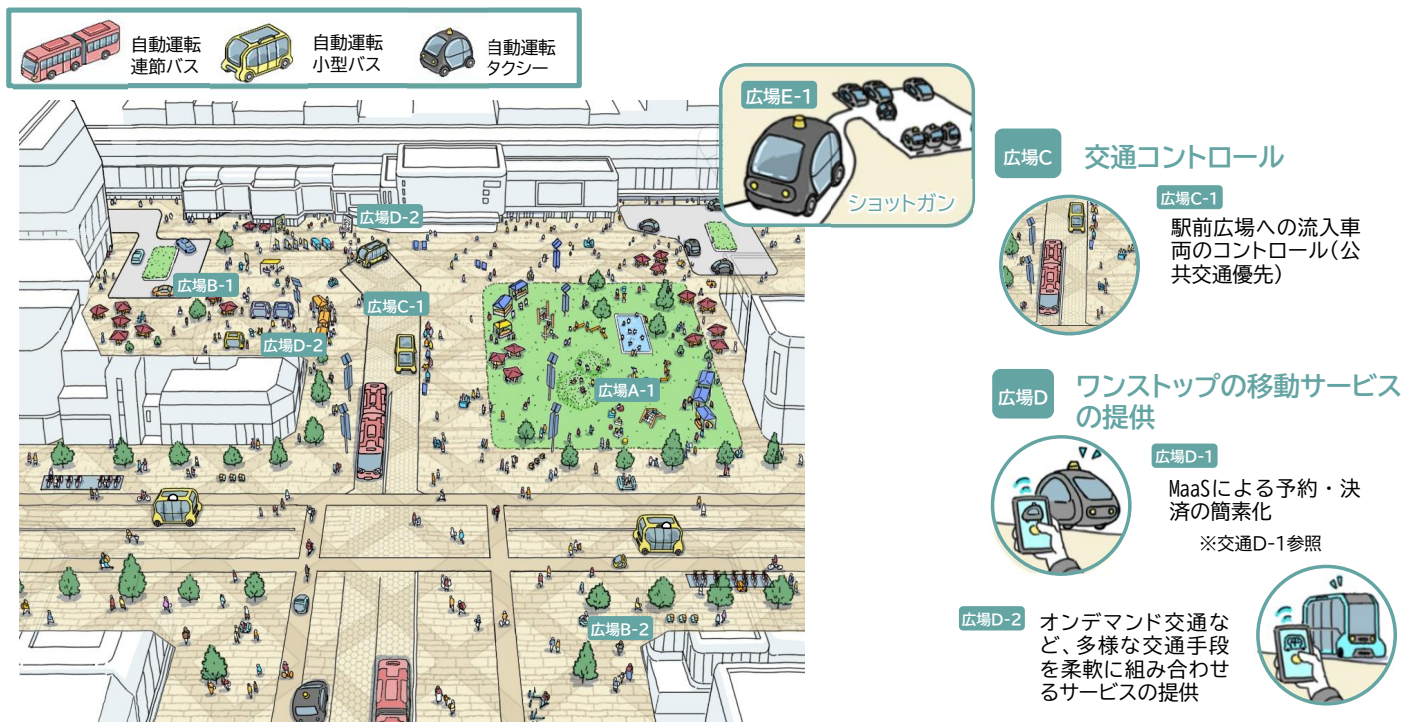 自動運転
連節バス
自動運転
小型バス
自動運転
タクシー
広場E-1
ショットガン
広場D-2
広場B-1
広場C-1
広場D-2
広場A-1
広場B-2
広場C 交通コントロール
広場C-1
駅前広場への流入車
両のコントロール(公
共交通優先)
広場D ワンストップの移動サービス
の提供
広場D-1
MaaSによる予約・決
済の簡素化
※交通D-1参照
広場D-2 オンデマンド交通な
ど、多様な交通手段
を柔軟に組み合わせ
るサービスの提供